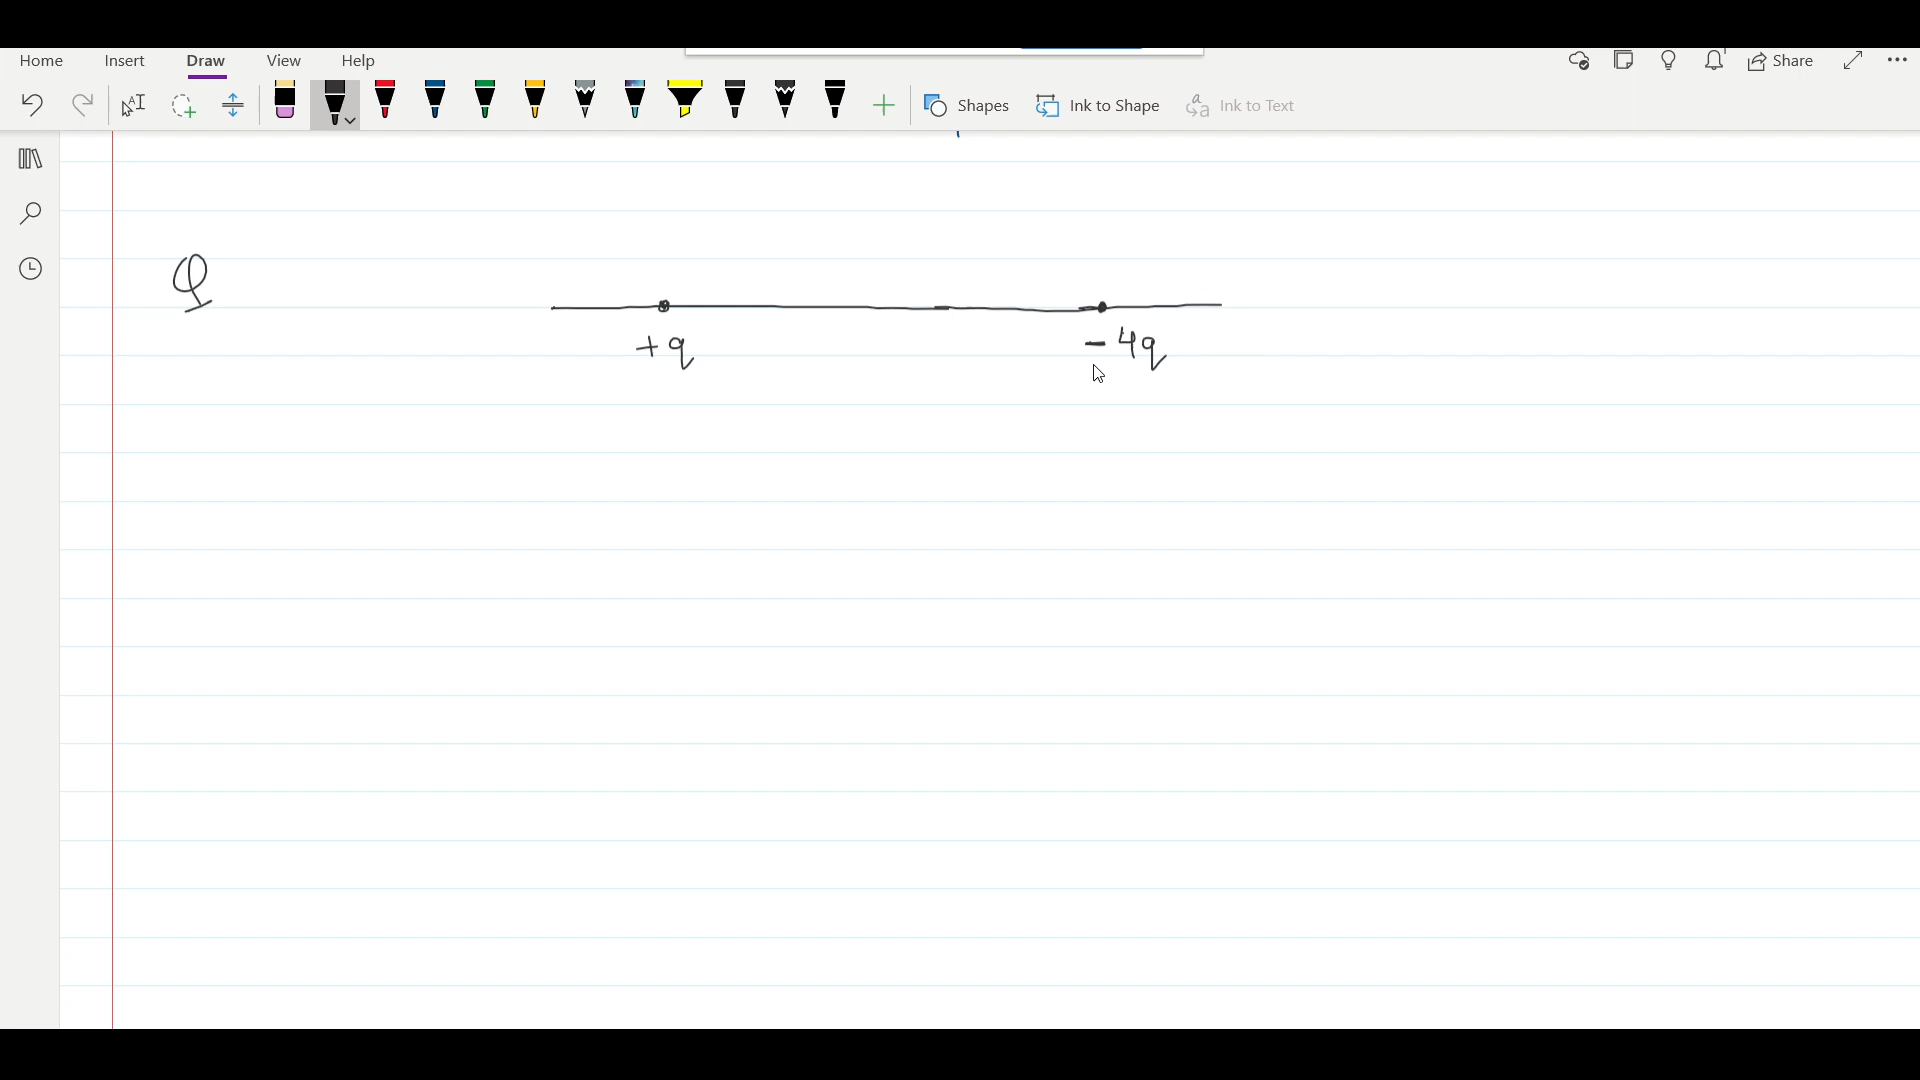 Home Insert Draw View Help Share
Shapes Ink to Shape Ink to Text
Q
+q -4q